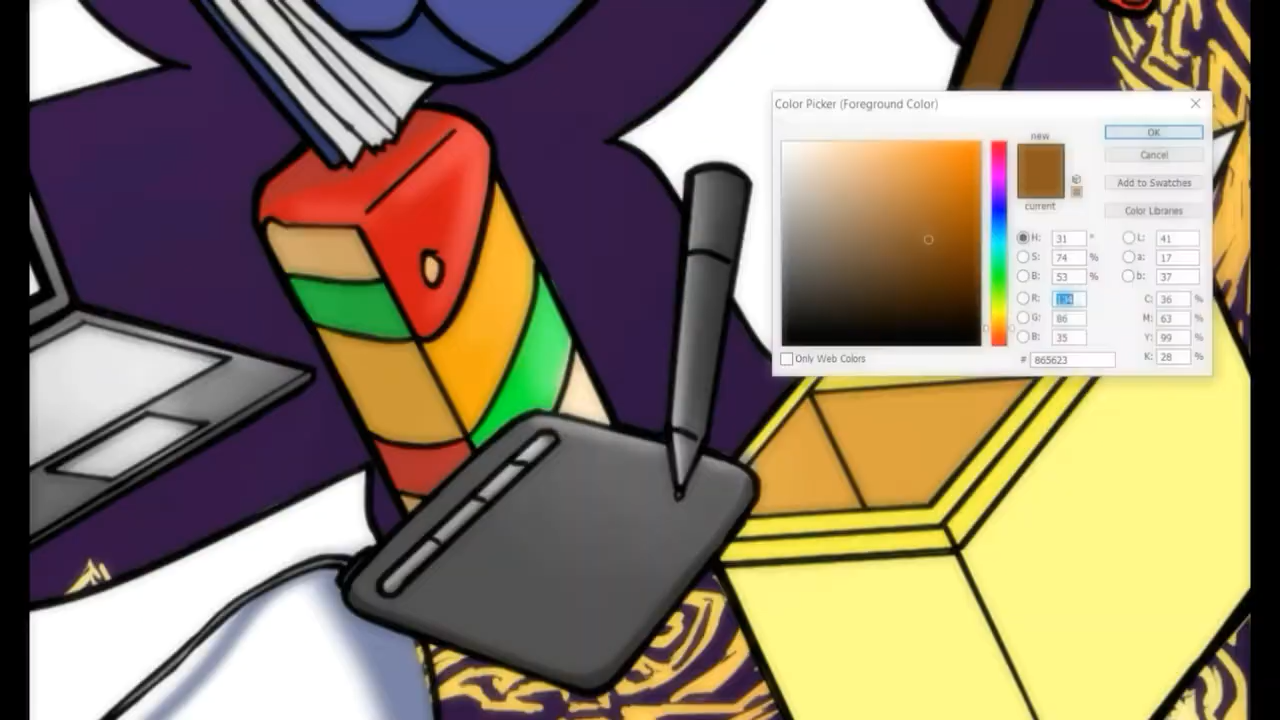 Color Picker (Foreground Color)
new
current
OK
Cancel
Add to Swatches
Color Libraries
H: 31 °
S: 74 %
B: 53 %
R: 134
G: 86
B: 35
L: 41
a: 17
b: 37
C: 36 %
M: 63 %
Y: 99 %
K: 28 %
# 865623
Only Web Colors